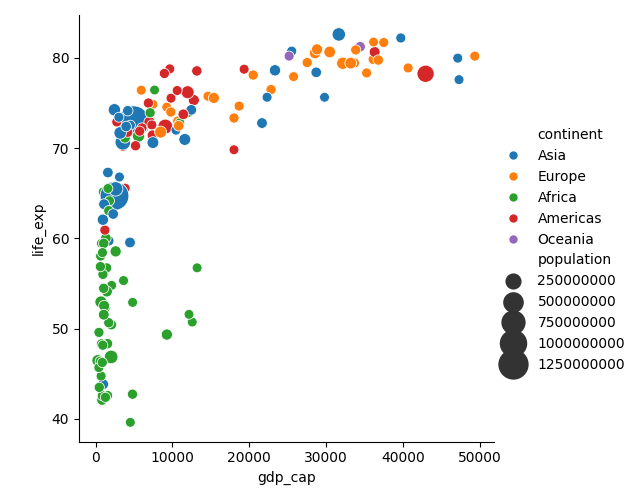 80
70
60
50
40
life_exp
0
10000
20000
30000
40000
50000
gdp_cap
continent
Asia
Europe
Africa
Americas
Oceania
population
250000000
500000000
750000000
1000000000
1250000000